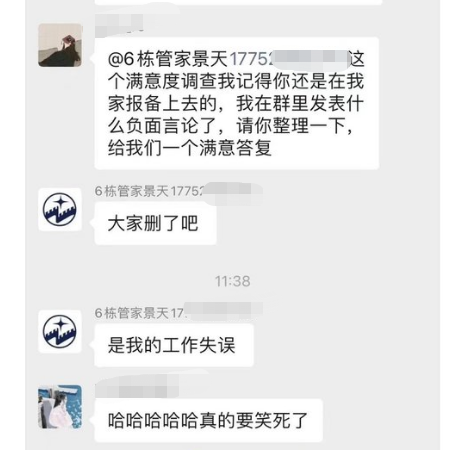 @6栋管家景天1775 这
个满意度调查我记得你还是在我
家报备上去的，我在群里发表什
么负面言论了，请你整理一下，
给我们一个满意答复
6栋管家景天1775
大家删了吧
11:38
6栋管家景天17
是我的工作失误
哈哈哈哈哈真的要笑死了